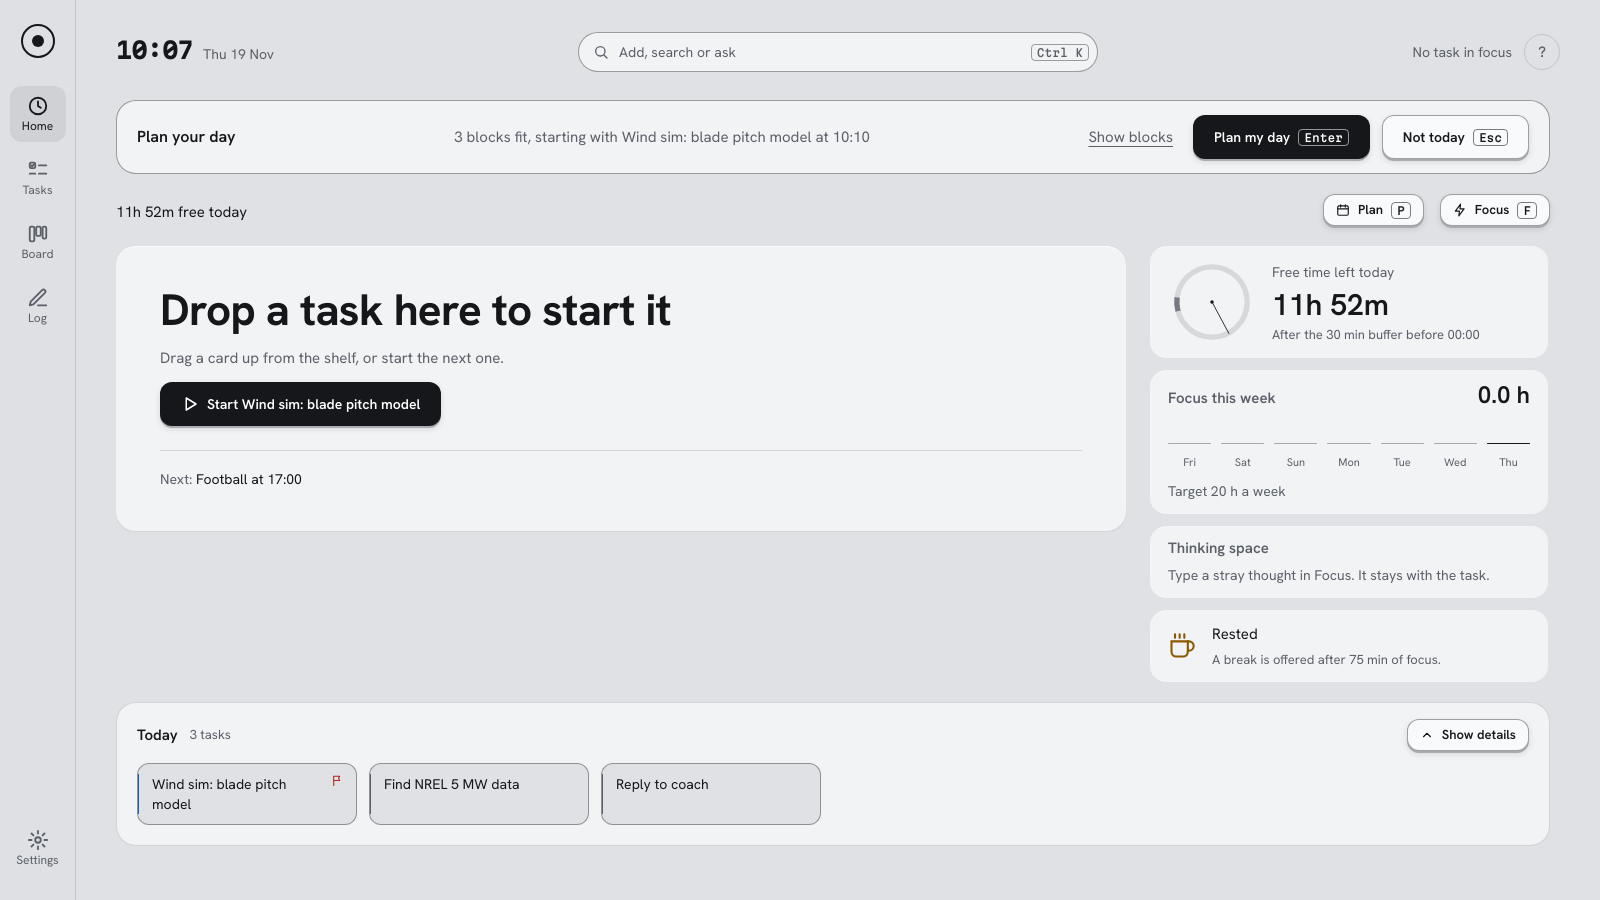 10:07 Thu 19 Nov
Add, search or ask Ctrl K
No task in focus ?
Home
Tasks
Board
Log
Settings
Plan your day
3 blocks fit, starting with Wind sim: blade pitch model at 10:10
Show blocks
Plan my day Enter
Not today Esc
11h 52m free today
Plan P
Focus F
Drop a task here to start it
Drag a card up from the shelf, or start the next one.
Start Wind sim: blade pitch model
Next: Football at 17:00
Free time left today
11h 52m
After the 30 min buffer before 00:00
Focus this week 0.0 h
Fri Sat Sun Mon Tue Wed Thu
Target 20 h a week
Thinking space
Type a stray thought in Focus. It stays with the task.
Rested
A break is offered after 75 min of focus.
Today 3 tasks
Show details
Wind sim: blade pitch
model
Find NREL 5 MW data
Reply to coach